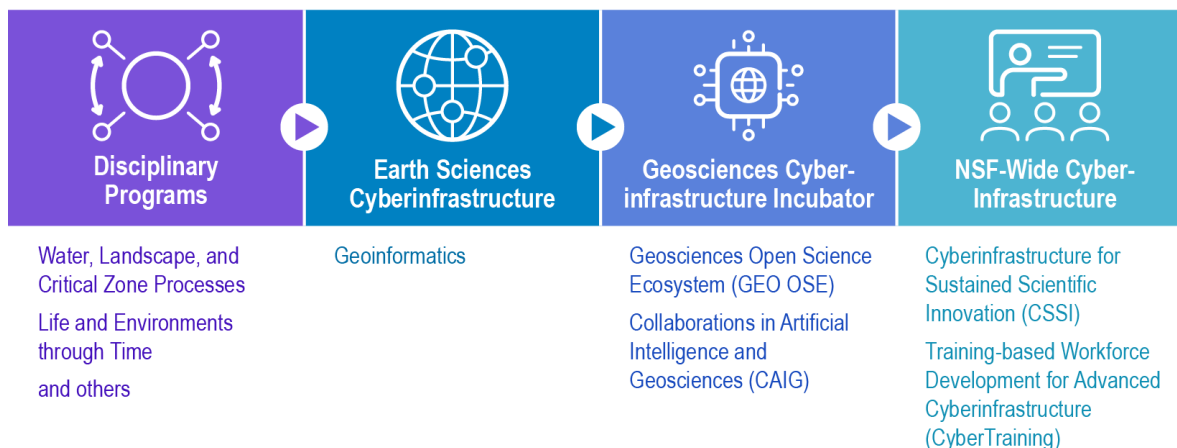 Disciplinary
Programs
Earth Sciences
Cyberinfrastructure
Geosciences Cyber-
infrastructure Incubator
NSF-Wide Cyber-
Infrastructure
Water, Landscape, and
Critical Zone Processes
Life and Environments
through Time
and others
Geoinformatics
Geosciences Open Science
Ecosystem (GEO OSE)
Collaborations in Artificial
Intelligence and
Geosciences (CAIG)
Cyberinfrastructure for
Sustained Scientific
Innovation (CSSI)
Training-based Workforce
Development for Advanced
Cyberinfrastructure
(CyberTraining)